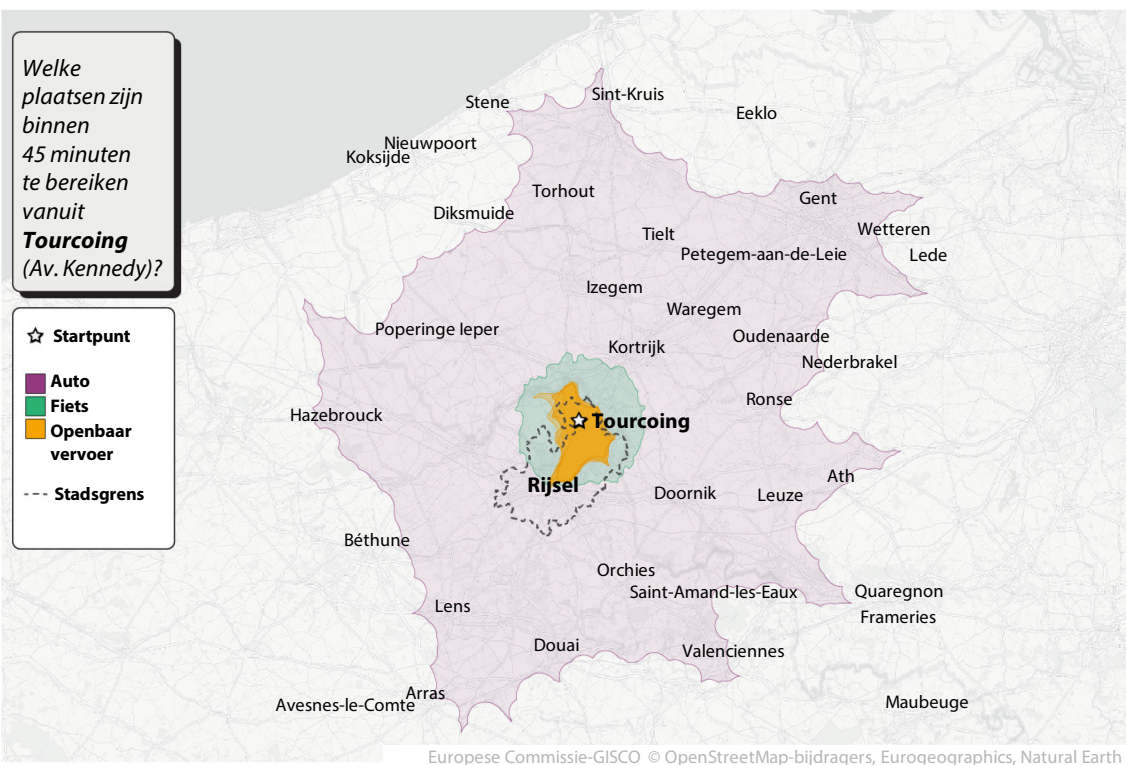 Welke
plaatsen zijn
binnen
45 minuten
te bereiken
vanuit
Tourcoing
(Av. Kennedy)?
Startpunt
Auto
Fiets
Openbaar
vervoer
Stadsgrens
Sint-Kruis
Stene
Eeklo
Nieuwpoort
Koksijde
Torhout
Gent
Diksmuide
Wetteren
Tielt
Petegem-aan-de-Leie
Lede
Izegem
Waregem
Poperinge Ieper
Oudenaarde
Kortrijk
Nederbrakel
Ronse
Hazebrouck
Tourcoing
Ath
Rijsel
Doornik
Leuze
Béthune
Orchies
Saint-Amand-les-Eaux
Quaregnon
Lens
Frameries
Douai
Valenciennes
Arras
Avesnes-le-Comte
Maubeuge
Europese Commissie-GISCO © OpenStreetMap-bijdragers, Eurogeographics, Natural Earth